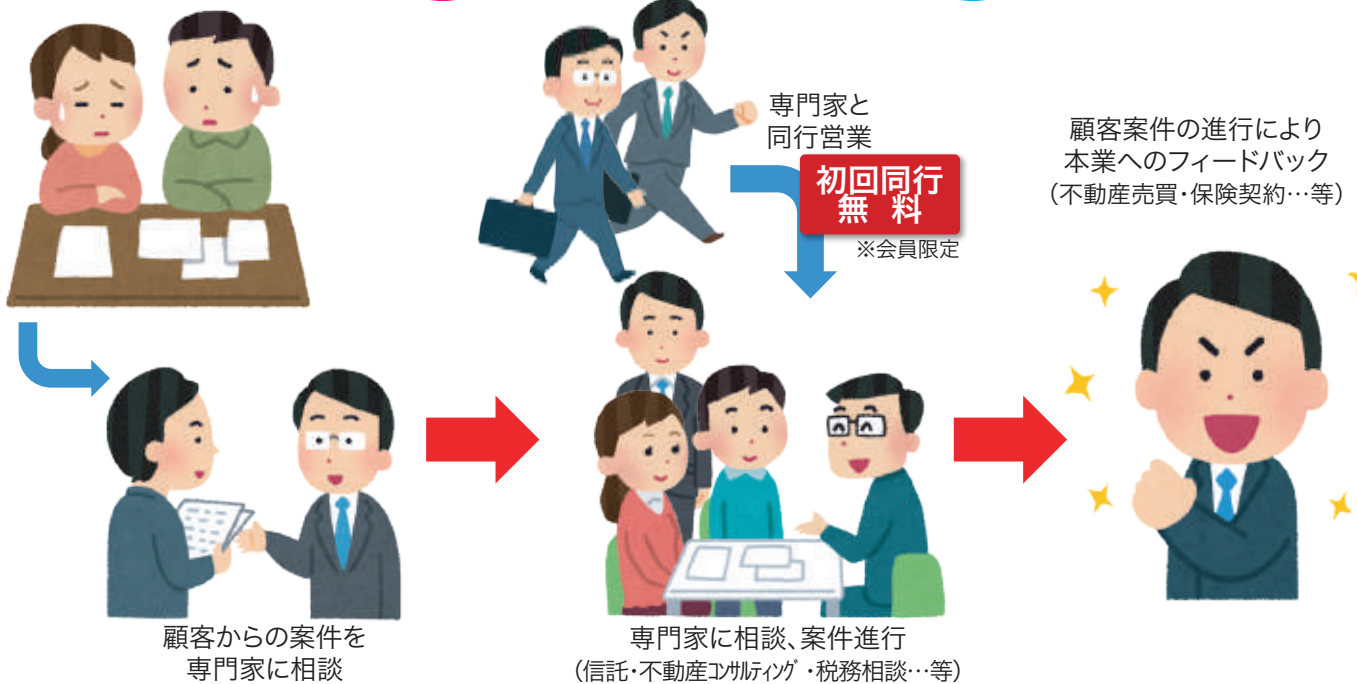 専門家と
同行営業
初回同行
無 料
※会員限定
顧客案件の進行により
本業へのフィードバック
(不動産売買・保険契約…等)
顧客からの案件を
専門家に相談
専門家に相談、案件進行
(信託・不動産ｺﾝｻﾙﾃｨﾝｸﾞ・税務相談…等)